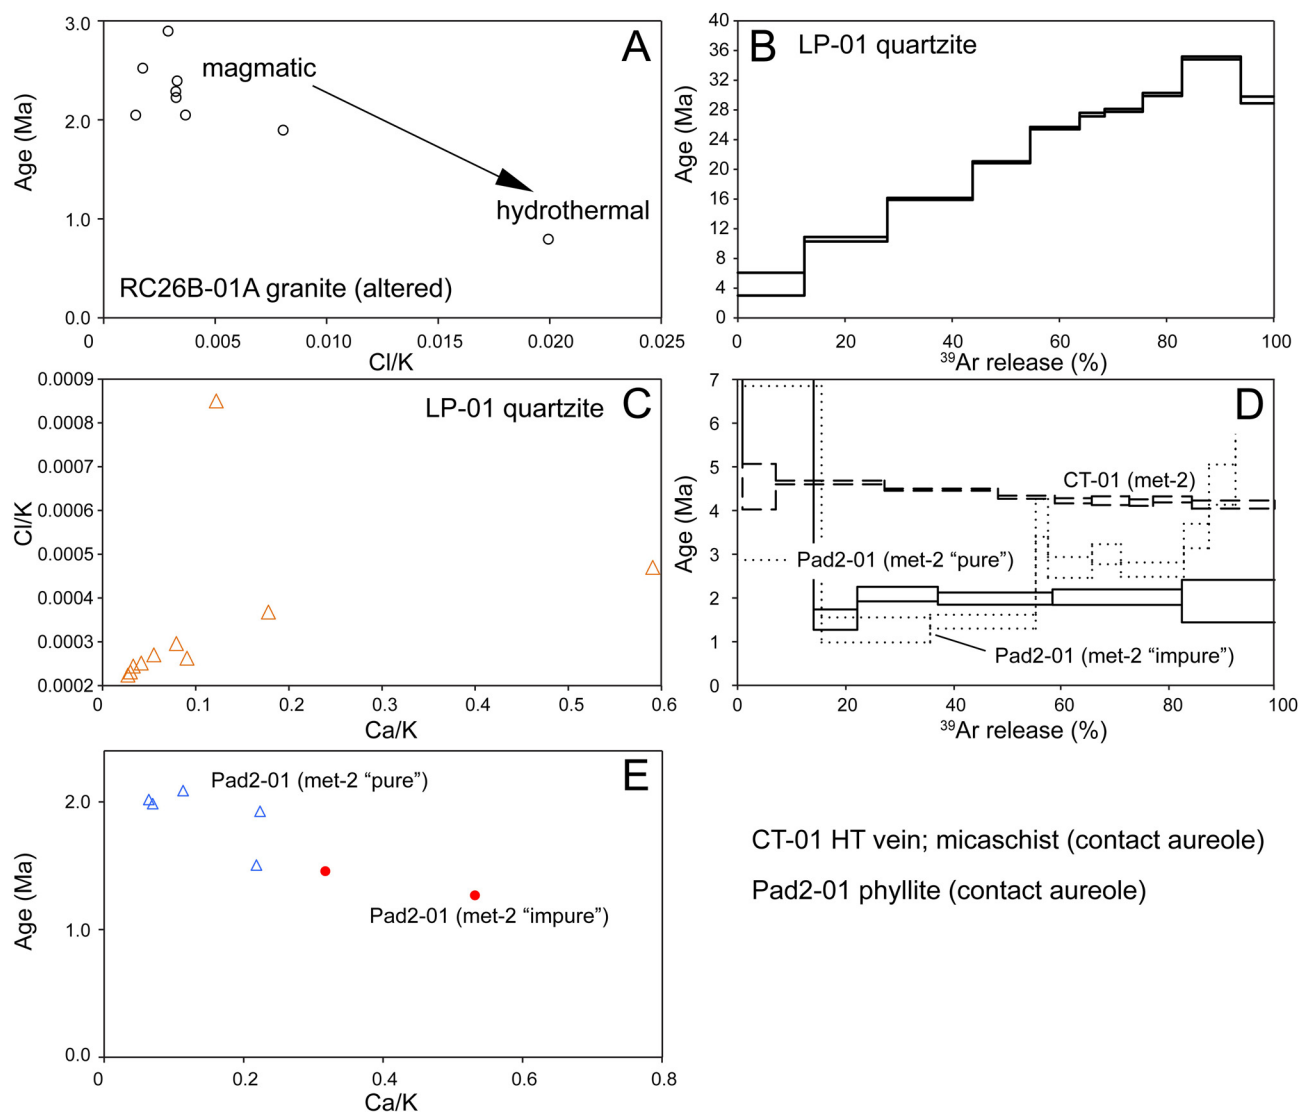 A
3.0
2.0
1.0
0.0
Age (Ma)
magmatic
hydrothermal
RC26B-01A granite (altered)
0
0.005
0.010
0.015
0.020
0.025
Cl/K
B
LP-01 quartzite
40
36
32
28
24
20
16
12
8
4
0
Age (Ma)
0
20
40
60
80
100
³⁹Ar release (%)
C
LP-01 quartzite
0.0009
0.0008
0.0007
0.0006
0.0005
0.0004
0.0003
0.0002
Cl/K
0
0.1
0.2
0.3
0.4
0.5
0.6
Ca/K
D
7
6
5
4
3
2
1
0
Age (Ma)
CT-01 (met-2)
Pad2-01 (met-2 “pure”)
Pad2-01 (met-2 “impure”)
0
20
40
60
80
100
³⁹Ar release (%)
E
Pad2-01 (met-2 “pure”)
Pad2-01 (met-2 “impure”)
2.0
1.0
0.0
Age (Ma)
0
0.2
0.4
0.6
0.8
Ca/K
CT-01 HT vein; micaschist (contact aureole)
Pad2-01 phyllite (contact aureole)